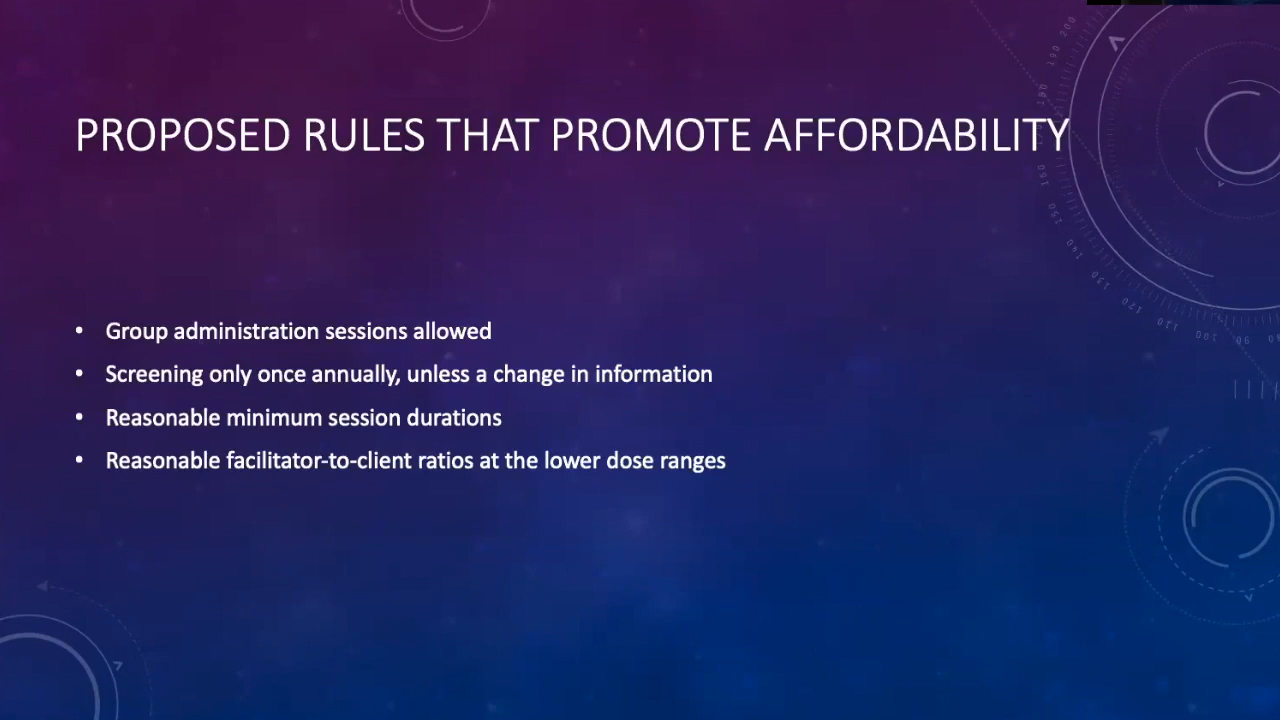 PROPOSED RULES THAT PROMOTE AFFORDABILITY
• Group administration sessions allowed
• Screening only once annually, unless a change in information
• Reasonable minimum session durations
• Reasonable facilitator-to-client ratios at the lower dose ranges